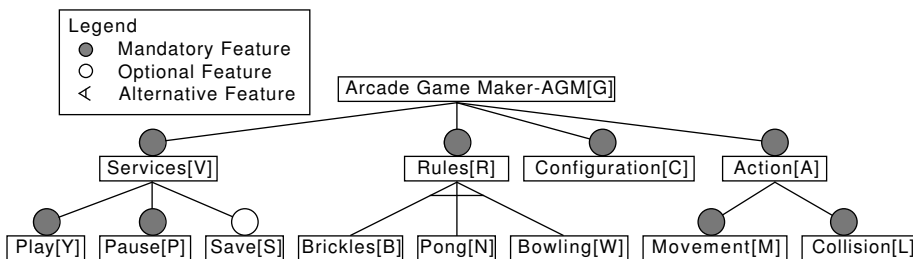 Legend
Mandatory Feature
Optional Feature
Alternative Feature
Arcade Game Maker-AGM[G]
Services[V]
Rules[R]
Configuration[C]
Action[A]
Play[Y]
Pause[P]
Save[S]
Brickles[B]
Pong[N]
Bowling[W]
Movement[M]
Collision[L]